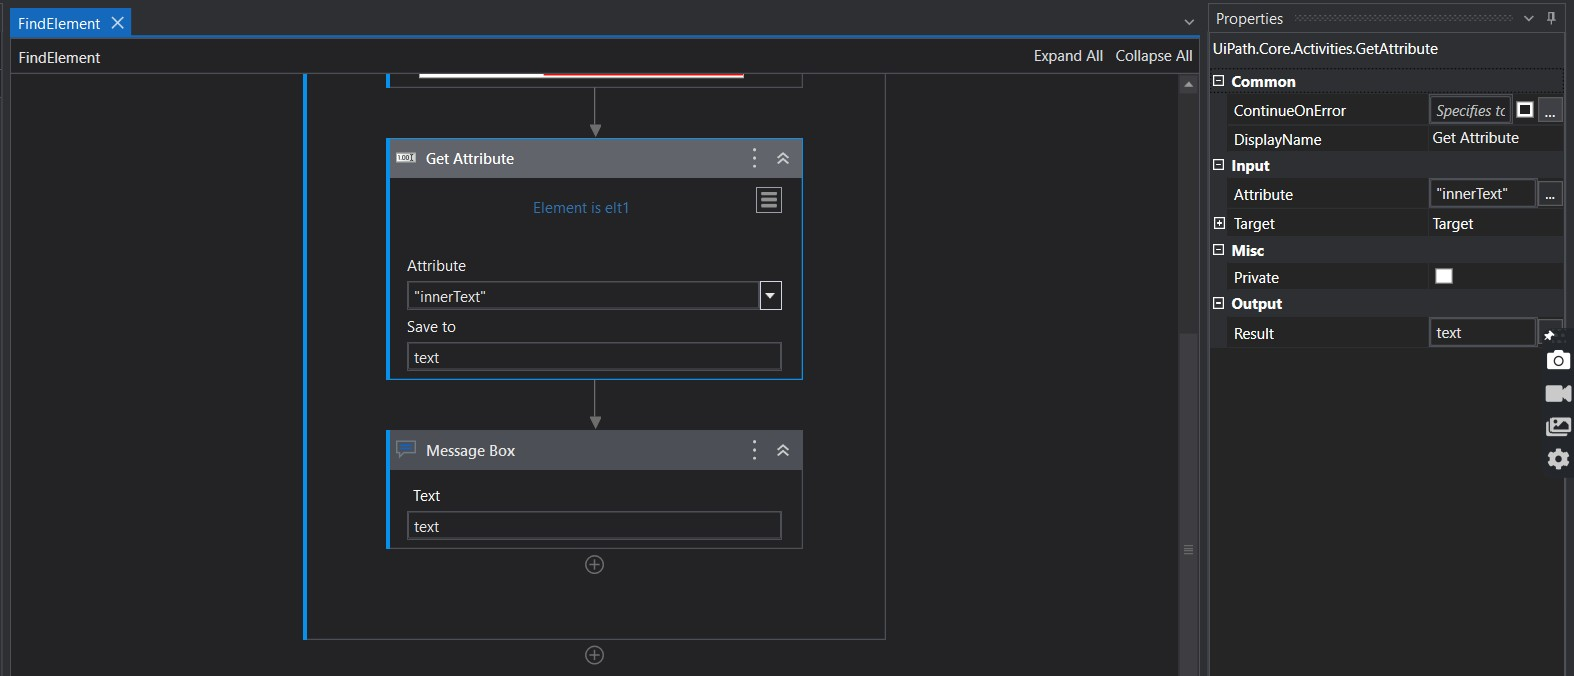 FindElement
FindElement
Expand All Collapse All
Get Attribute
Element is elt1
Attribute
"innerText"
Save to
text
Message Box
Text
text
Properties
UiPath.Core.Activities.GetAttribute
Common
ContinueOnError Specifies tc ...
DisplayName Get Attribute
Input
Attribute "innerText" ...
Target Target
Misc
Private
Output
Result text